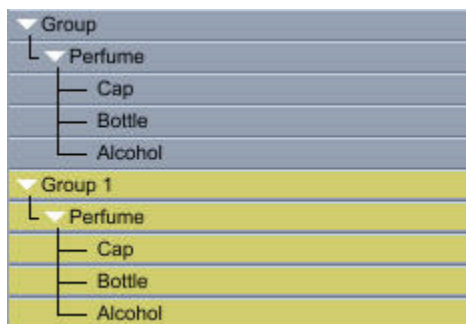 Group
Perfume
Cap
Bottle
Alcohol
Group 1
Perfume
Cap
Bottle
Alcohol